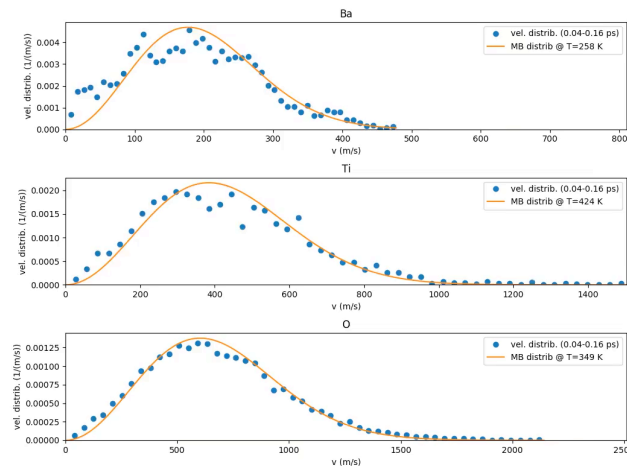 Ba
vel. distrib. (1/(m/s))
0.004
0.003
0.002
0.001
0.000
vel. distrib. (0.04-0.16 ps)
MB distrib @ T=258 K
0 100 200 300 400 500 600 700 800
v (m/s)
Ti
vel. distrib. (1/(m/s))
0.0020
0.0015
0.0010
0.0005
0.0000
vel. distrib. (0.04-0.16 ps)
MB distrib @ T=424 K
0 200 400 600 800 1000 1200 1400
v (m/s)
O
vel. distrib. (1/(m/s))
0.00125
0.00100
0.00075
0.00050
0.00025
0.00000
vel. distrib. (0.04-0.16 ps)
MB distrib @ T=349 K
0 500 1000 1500 2000 2500
v (m/s)